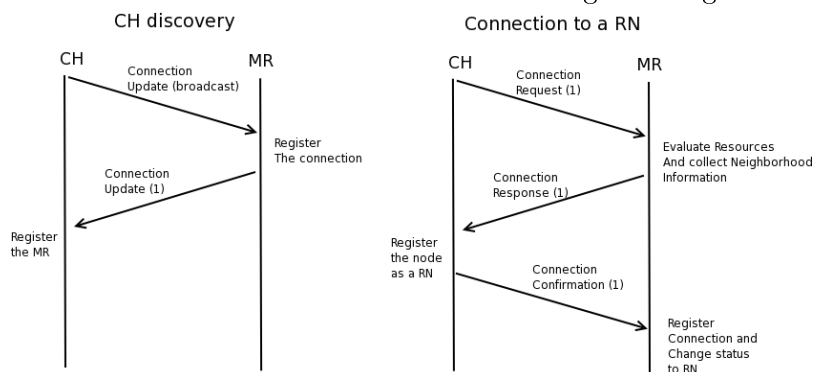 CH discovery
CH
MR
Connection
Update (broadcast)
Register
The connection
Connection
Update (1)
Register
the MR
Connection to a RN
CH
MR
Connection
Request (1)
Evaluate Resources
And collect Neighborhood
Information
Connection
Response (1)
Register
the node
as a RN
Connection
Confirmation (1)
Register
Connection and
Change status
to RN